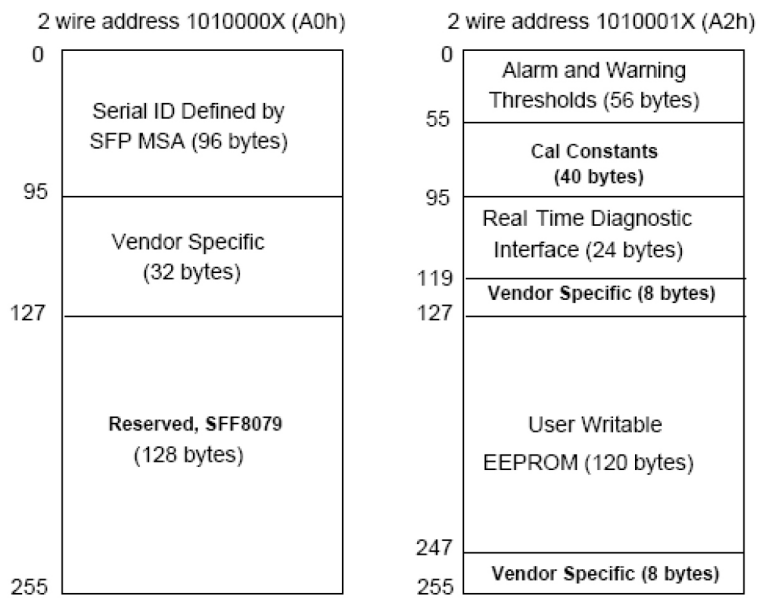 2 wire address 1010000X (A0h)
0
Serial ID Defined by
SFP MSA (96 bytes)
95
Vendor Specific
(32 bytes)
127
Reserved, SFF8079
(128 bytes)
255
2 wire address 1010001X (A2h)
0
Alarm and Warning
Thresholds (56 bytes)
55
Cal Constants
(40 bytes)
95
Real Time Diagnostic
Interface (24 bytes)
119
Vendor Specific (8 bytes)
127
User Writable
EEPROM (120 bytes)
247
Vendor Specific (8 bytes)
255